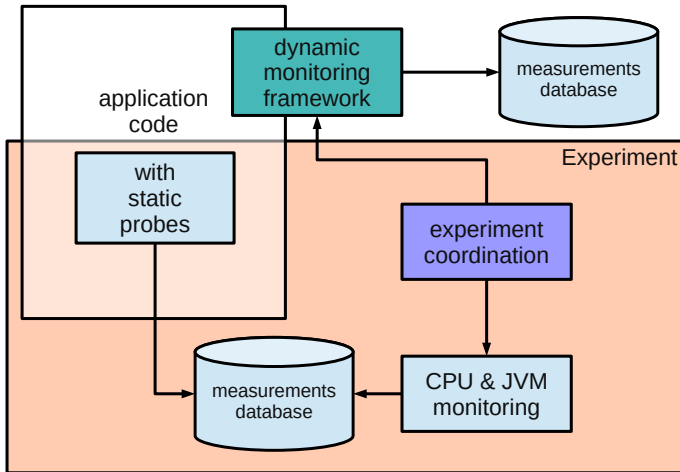 dynamic
monitoring
framework
measurements
database
application
code
Experiment
with
static
probes
experiment
coordination
measurements
database
CPU & JVM
monitoring